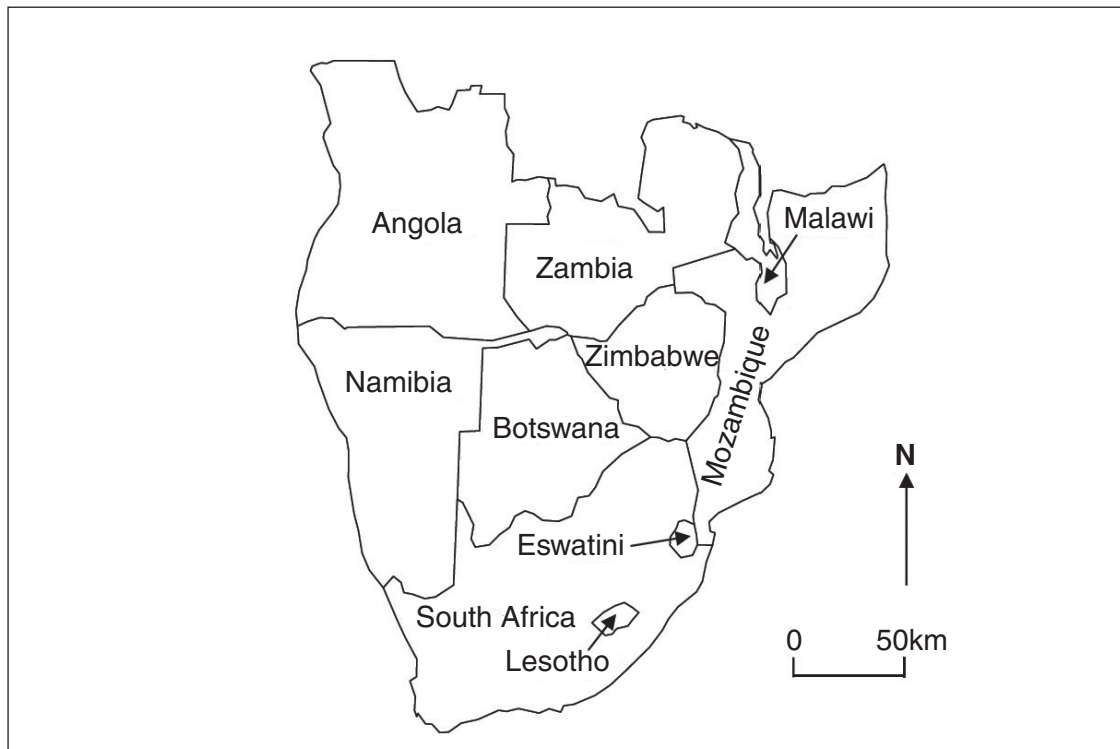 Angola
Malawi
Zambia
Zimbabwe
Namibia
Mozambique
Botswana
N
Eswatini
South Africa
0 50km
Lesotho